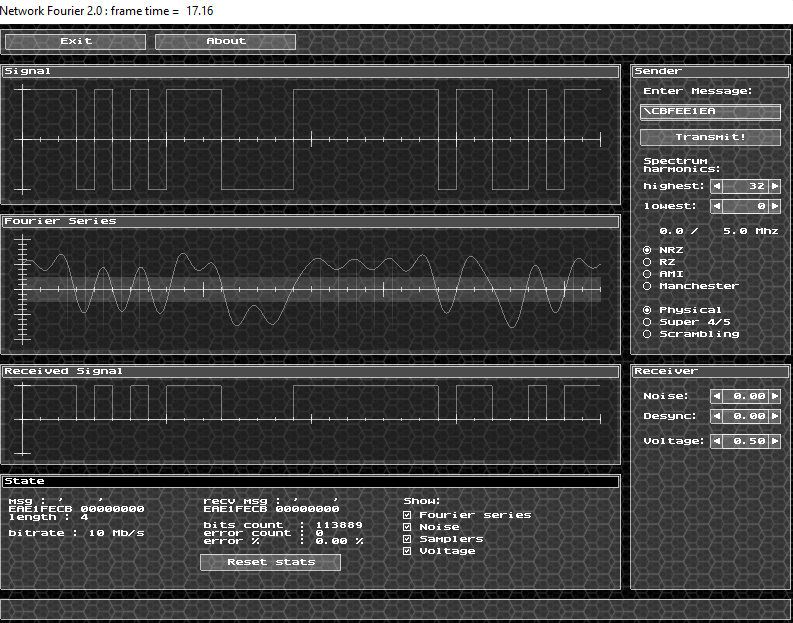 Network Fourier 2.0 : frame time = 17.16
Exit About
Signal
Sender
Enter Message:
\CBFEE1EA
Transmit!
Spectrum
harmonics:
highest: 32
lowest: 0
0.0 / 5.0 Mhz
NRZ
RZ
AMI
Manchester
Physical
Super 4/5
Scrambling
Fourier Series
Received Signal
Receiver
Noise: 0.00
Desync: 0.00
Voltage: 0.50
State
msg : ' '
EAE1FECB 00000000
length : 4
bitrate : 10 Mb/s
recv msg : ' '
EAE1FECB 00000000
bits count : 113889
error count : 0
error % : 0.00 %
Reset stats
Show:
Fourier series
Noise
Samplers
Voltage